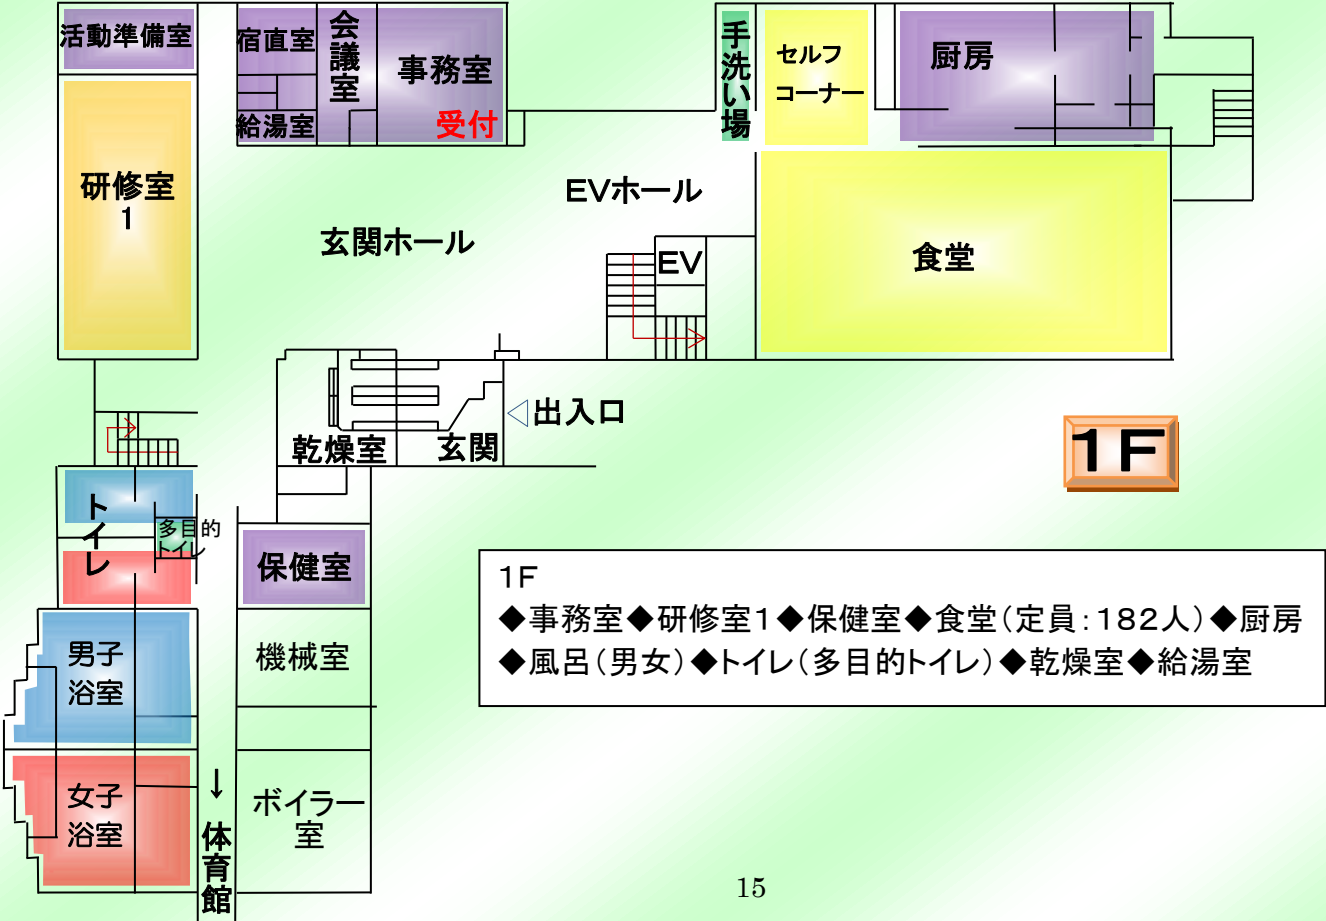 活動準備室
宿直室
会議室
事務室
受付
給湯室
手洗い場
セルフ
コーナー
厨房
研修室
1
EVホール
玄関ホール
EV
食堂
出入口
乾燥室
玄関
1F
トイレ
多目的
トイレ
保健室
1F
◆事務室◆研修室1◆保健室◆食堂(定員:182人)◆厨房
◆風呂(男女)◆トイレ(多目的トイレ)◆乾燥室◆給湯室
男子
浴室
機械室
女子
浴室
ボイラー
室
↓体育館
15